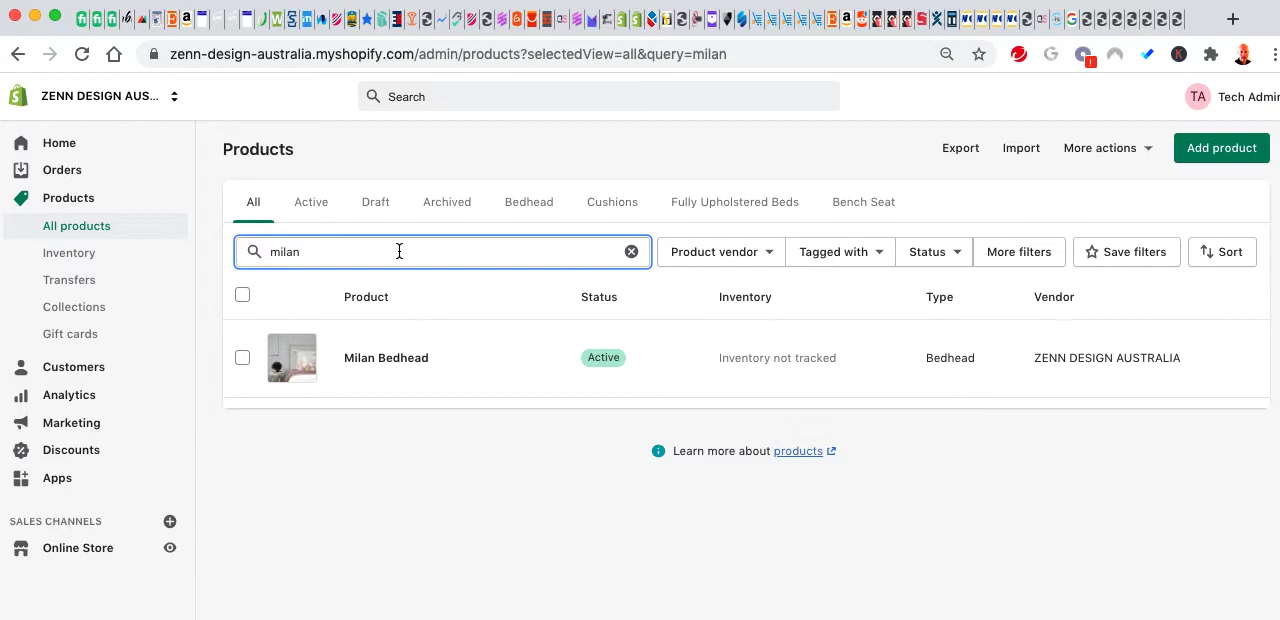 zenn-design-australia.myshopify.com/admin/products?selectedView=all&query=milan
ZENN DESIGN AUS...
Search
TA
Tech Admin
Home
Orders
Products
All products
Inventory
Transfers
Collections
Gift cards
Customers
Analytics
Marketing
Discounts
Apps
SALES CHANNELS
Online Store
Products
Export
Import
More actions
Add product
All
Active
Draft
Archived
Bedhead
Cushions
Fully Upholstered Beds
Bench Seat
milan
Product vendor
Tagged with
Status
More filters
Save filters
Sort
Product
Status
Inventory
Type
Vendor
Milan Bedhead
Active
Inventory not tracked
Bedhead
ZENN DESIGN AUSTRALIA
Learn more about products